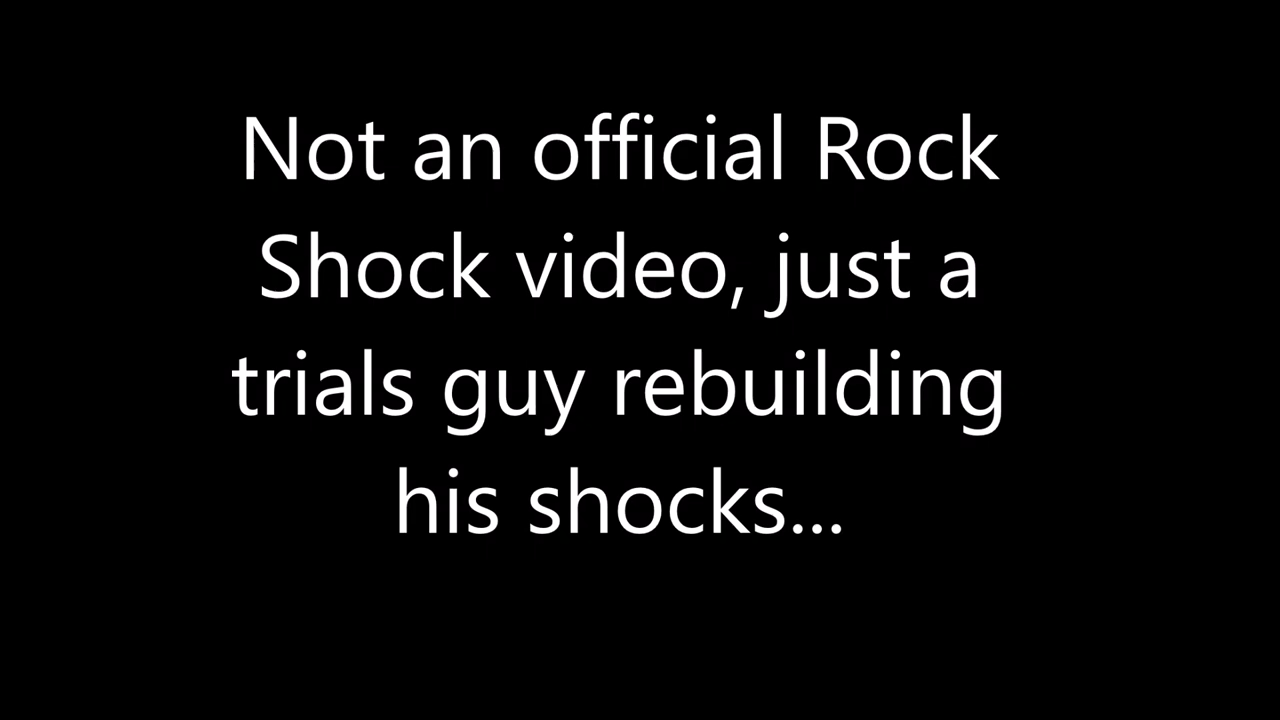 Not an official Rock
Shock video, just a
trials guy rebuilding
his shocks...